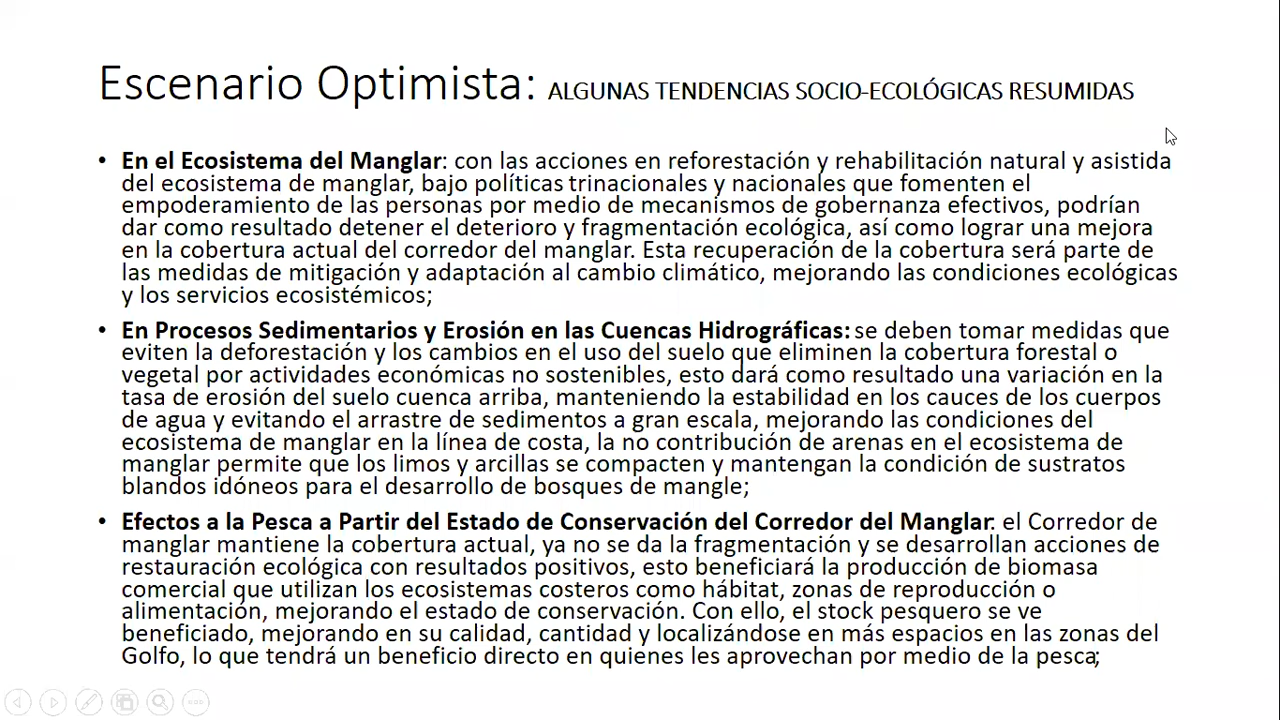 Escenario Optimista: ALGUNAS TENDENCIAS SOCIO-ECOLÓGICAS RESUMIDAS
• En el Ecosistema del Manglar: con las acciones en reforestación y rehabilitación natural y asistida
del ecosistema de manglar, bajo políticas trinacionales y nacionales que fomenten el
empoderamiento de las personas por medio de mecanismos de gobernanza efectivos, podrían
dar como resultado detener el deterioro y fragmentación ecológica, así como lograr una mejora
en la cobertura actual del corredor del manglar. Esta recuperación de la cobertura será parte de
las medidas de mitigación y adaptación al cambio climático, mejorando las condiciones ecológicas
y los servicios ecosistémicos;
• En Procesos Sedimentarios y Erosión en las Cuencas Hidrográficas: se deben tomar medidas que
eviten la deforestación y los cambios en el uso del suelo que eliminen la cobertura forestal o
vegetal por actividades económicas no sostenibles, esto dará como resultado una variación en la
tasa de erosión del suelo cuenca arriba, manteniendo la estabilidad en los cauces de los cuerpos
de agua y evitando el arrastre de sedimentos a gran escala, mejorando las condiciones del
ecosistema de manglar en la línea de costa, la no contribución de arenas en el ecosistema de
manglar permite que los limos y arcillas se compacten y mantengan la condición de sustratos
blandos idóneos para el desarrollo de bosques de mangle;
• Efectos a la Pesca a Partir del Estado de Conservación del Corredor del Manglar: el Corredor de
manglar mantiene la cobertura actual, ya no se da la fragmentación y se desarrollan acciones de
restauración ecológica con resultados positivos, esto beneficiará la producción de biomasa
comercial que utilizan los ecosistemas costeros como hábitat, zonas de reproducción o
alimentación, mejorando el estado de conservación. Con ello, el stock pesquero se ve
beneficiado, mejorando en su calidad, cantidad y localizándose en más espacios en las zonas del
Golfo, lo que tendrá un beneficio directo en quienes les aprovechan por medio de la pesca;